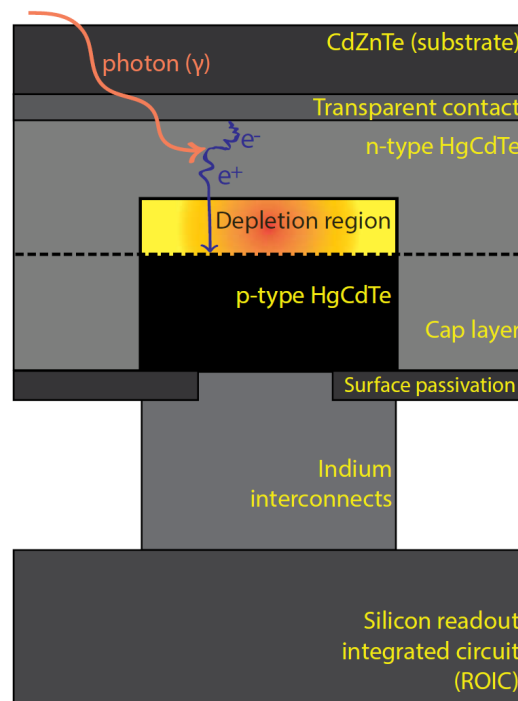 CdZnTe (substrate)
photon (γ)
Transparent contact
e-
n-type HgCdTe
e+
Depletion region
p-type HgCdTe
Cap layer
Surface passivation
Indium
interconnects
Silicon readout
integrated circuit
(ROIC)